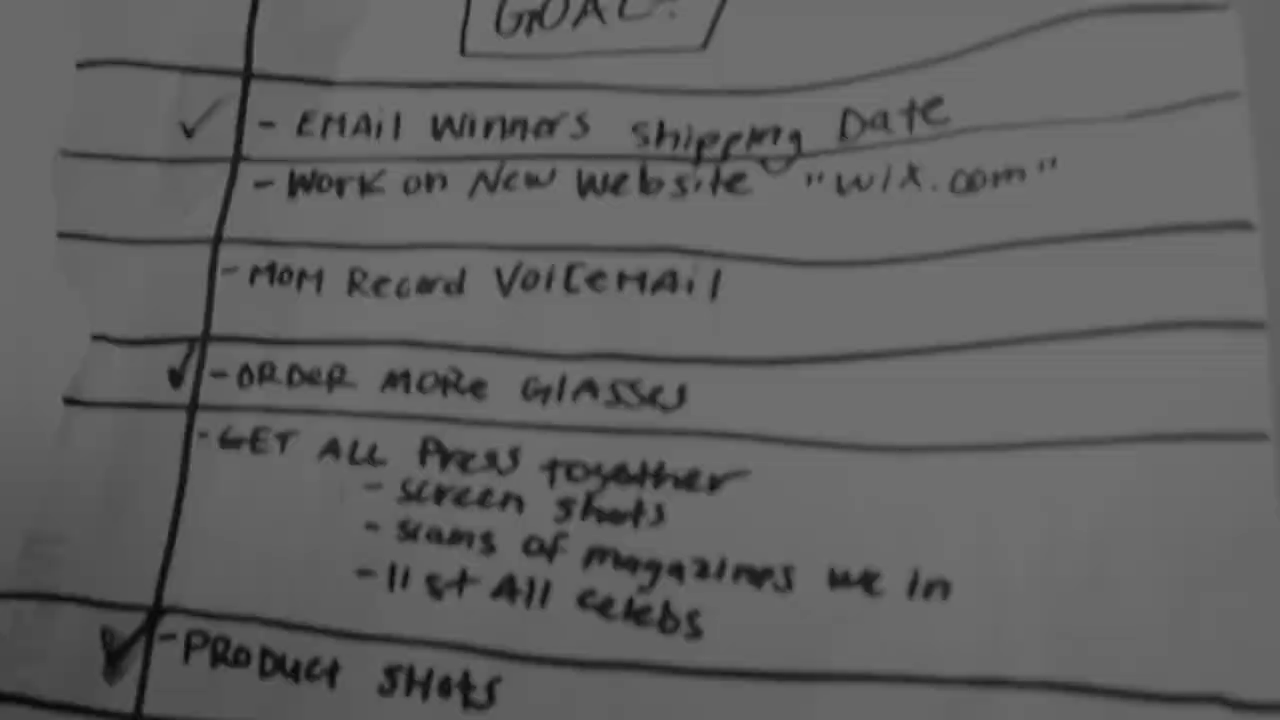 GOAL:
✓ - EMAil Winners shipping Date
- Work on New Website "wix.com"
- MOM Record VoiceMAil
✓ - ORDER MORE GlASSes
- GET ALL Press together
- screen shots
- scans of magazines we in
- list All celebs
✓ - PRODuct SHots